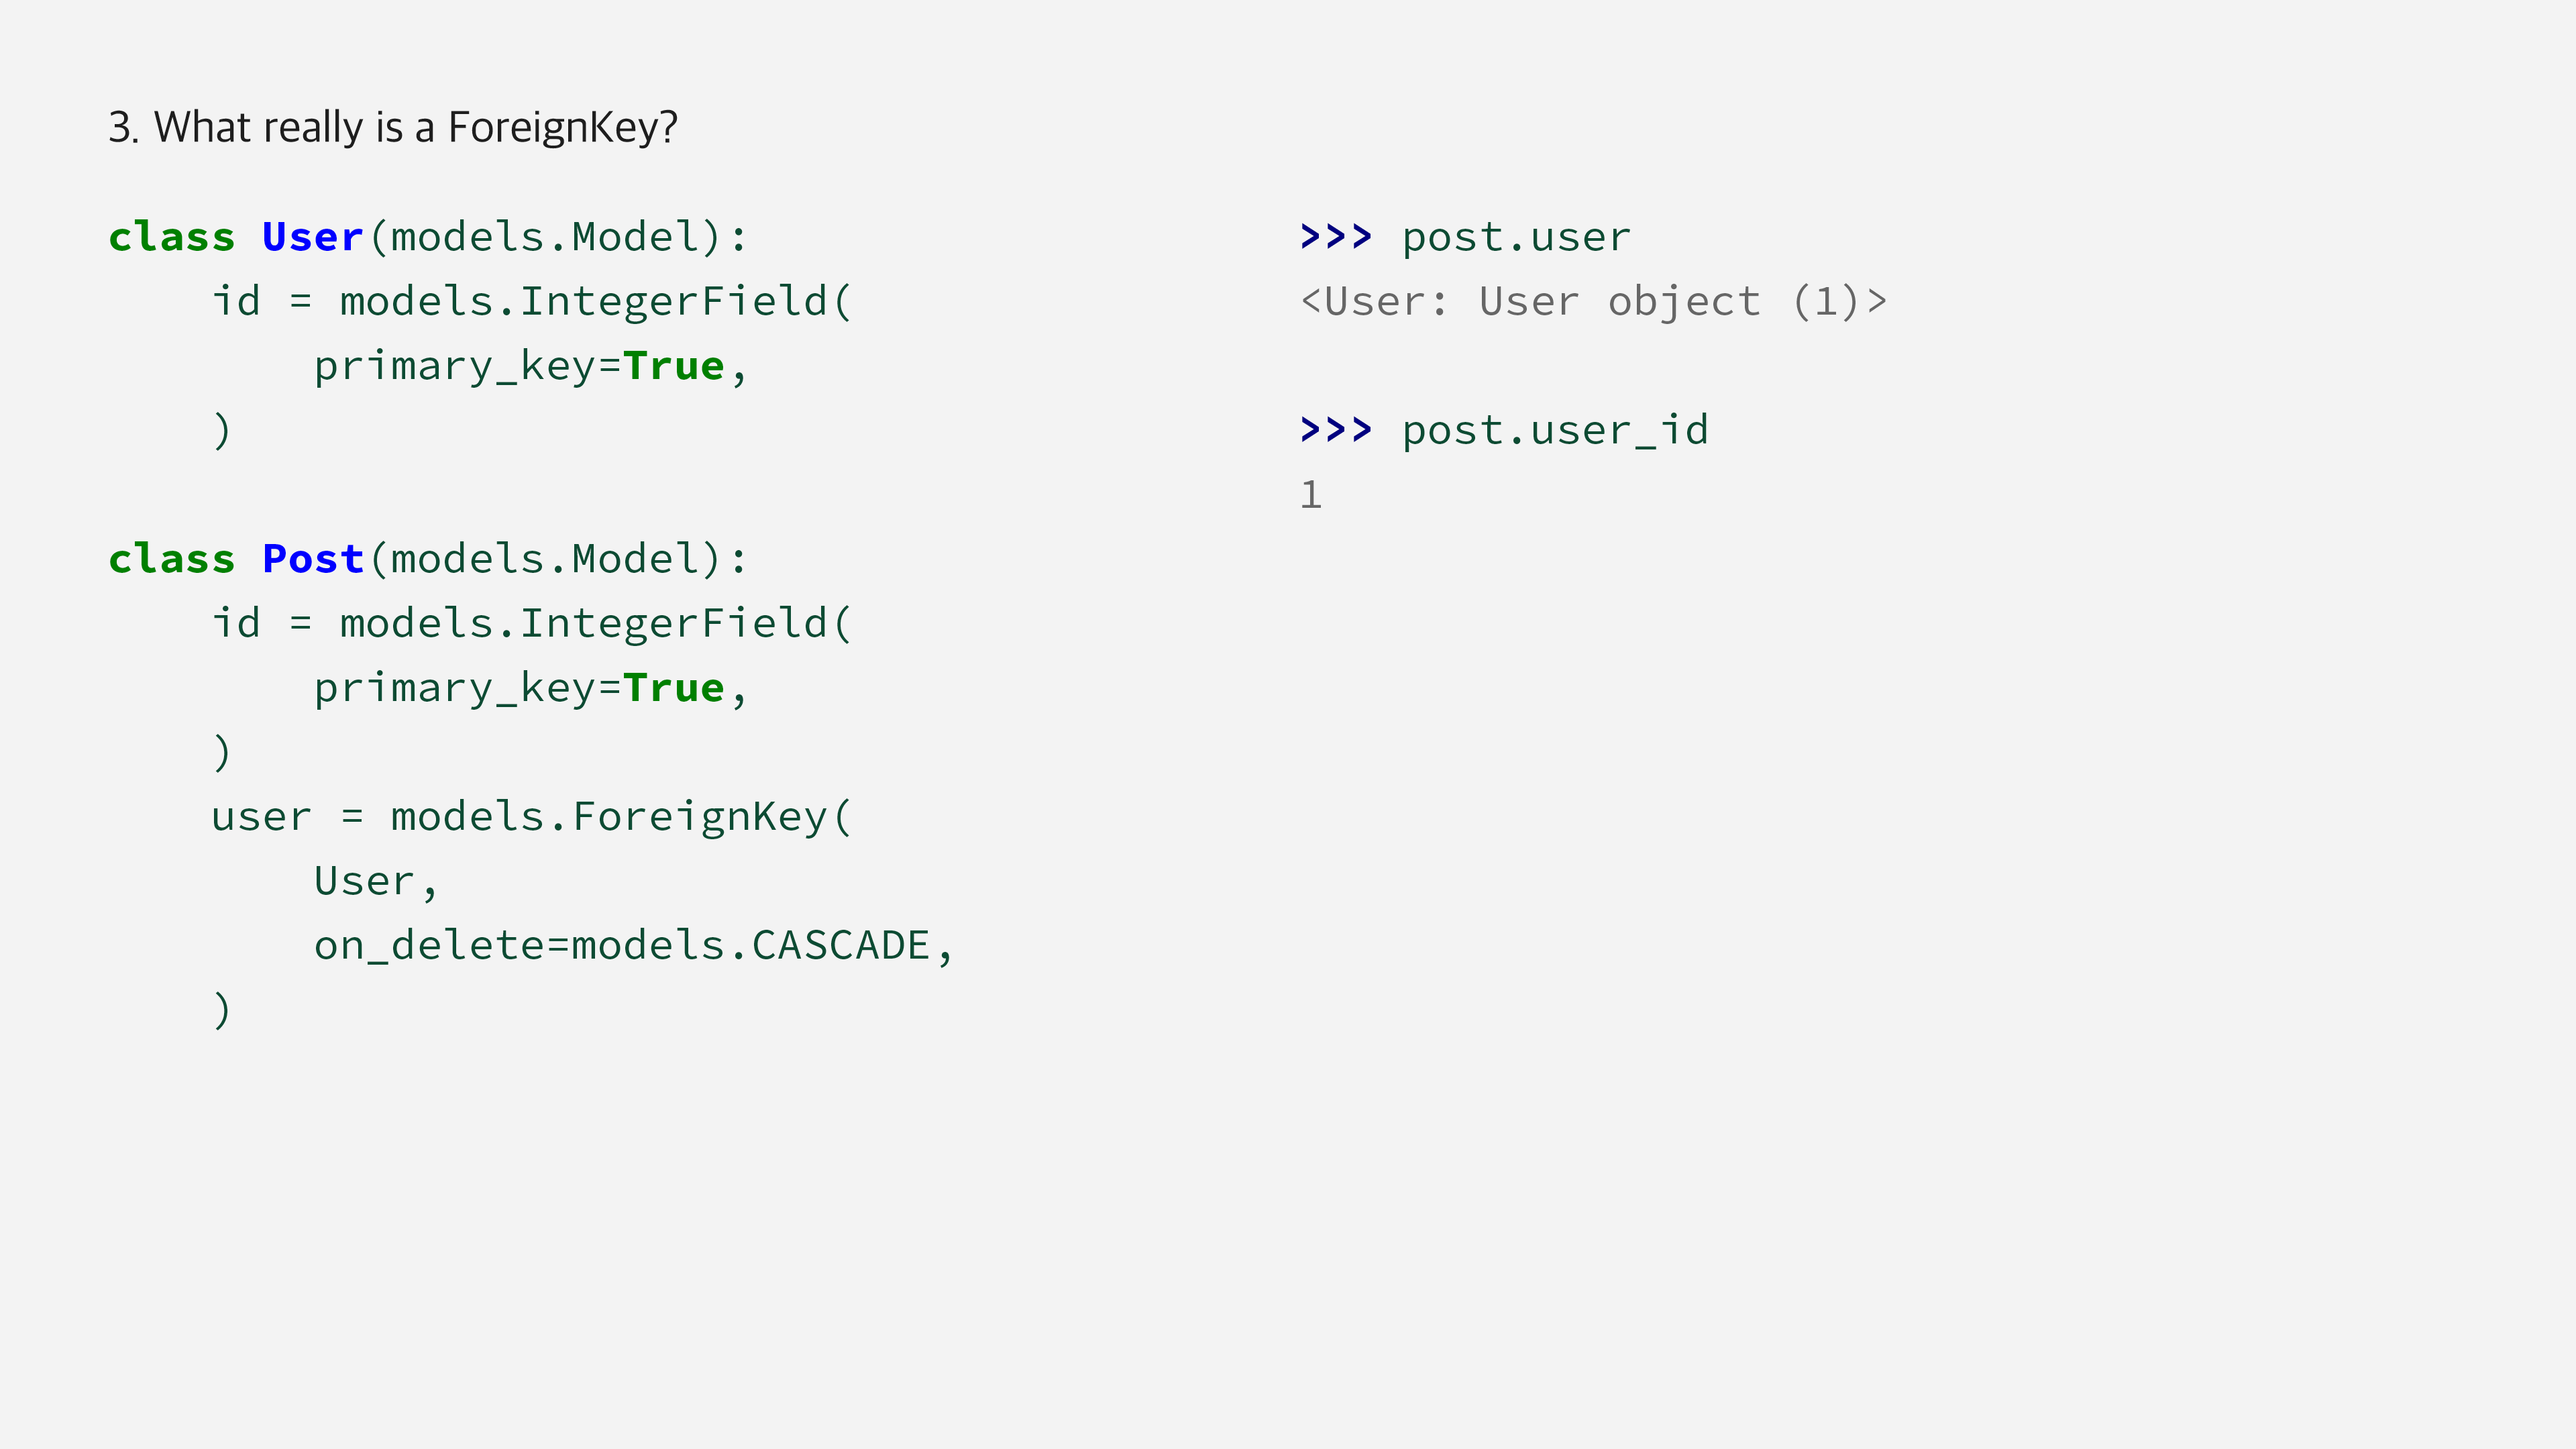 3. What really is a ForeignKey?
class User(models.Model):
    id = models.IntegerField(
        primary_key=True,
    )

class Post(models.Model):
    id = models.IntegerField(
        primary_key=True,
    )
    user = models.ForeignKey(
        User,
        on_delete=models.CASCADE,
    )
>>> post.user
<User: User object (1)>

>>> post.user_id
1